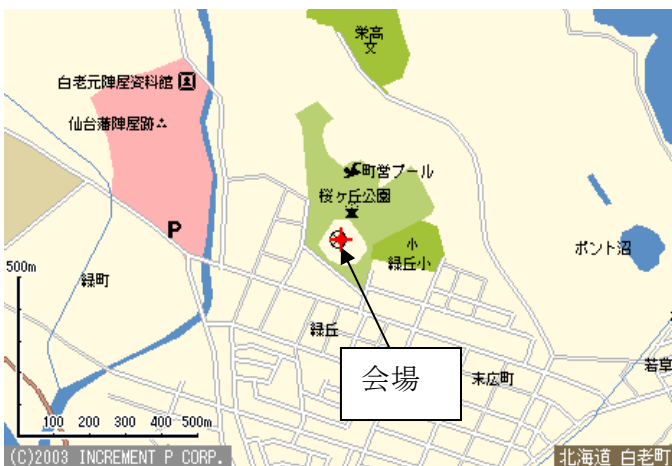 栄高
文
白老元陣屋資料館
仙台藩陣屋跡
町営プール
桜ヶ丘公園
小
緑丘小
P
ポント沼
500m
緑町
緑丘
会場
末広町
若草
100 200 300 400 500m
(C)2003 INCREMENT P CORP.
北海道 白老町